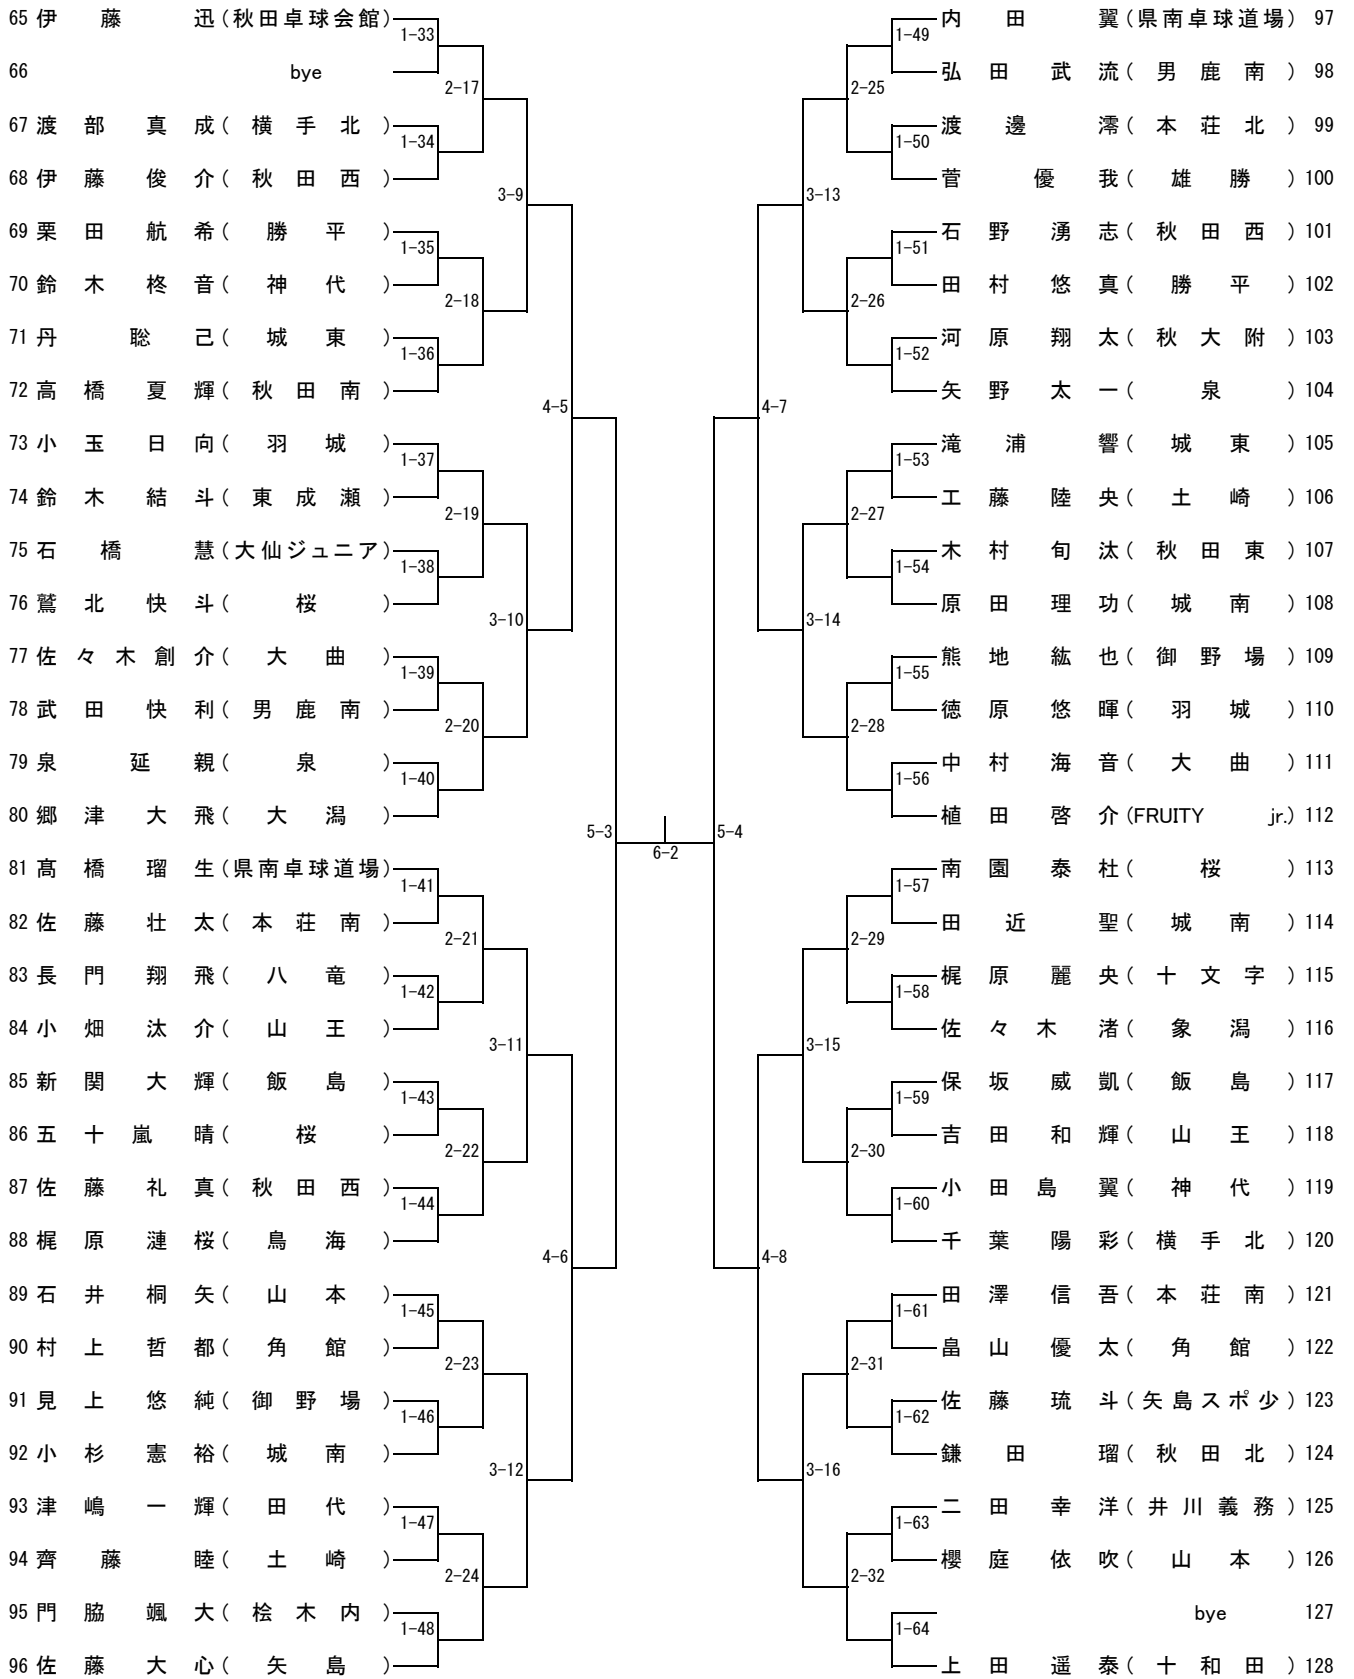 65 伊藤 迅 (秋田卓球会館)
1-33
66 bye
2-17
67 渡部 真成 (横手北)
1-34
68 伊藤 俊介 (秋田西)
3-9
69 栗田 航希 (勝平)
1-35
70 鈴木 柊音 (神代)
2-18
71 丹 聡己 (城東)
1-36
72 高橋 夏輝 (秋田南)
4-5
73 小玉 日向 (羽城)
1-37
74 鈴木 結斗 (東成瀬)
2-19
75 石橋 慧 (大仙ジュニア)
1-38
76 鷲北 快斗 (桜)
3-10
77 佐々木 創介 (大曲)
1-39
78 武田 快利 (男鹿南)
2-20
79 泉 延親 (泉)
1-40
80 郷津 大飛 (大潟)
5-3
81 髙橋 瑠生 (県南卓球道場)
1-41
82 佐藤 壮太 (本荘南)
2-21
83 長門 翔飛 (八竜)
1-42
84 小畑 汰介 (山王)
3-11
85 新関 大輝 (飯島)
1-43
86 五十嵐 晴 (桜)
2-22
87 佐藤 礼真 (秋田西)
1-44
88 梶原 漣桜 (鳥海)
4-6
89 石井 桐矢 (山本)
1-45
90 村上 哲都 (角館)
2-23
91 見上 悠純 (御野場)
1-46
92 小杉 憲裕 (城南)
3-12
93 津嶋 一輝 (田代)
1-47
94 齊藤 睦 (土崎)
2-24
95 門脇 颯大 (桧木内)
1-48
96 佐藤 大心 (矢島)
6-2
内田 翼 (県南卓球道場) 97
1-49
弘田 武流 (男鹿南) 98
2-25
渡邊 澪 (本荘北) 99
1-50
菅 優我 (雄勝) 100
3-13
石野 湧志 (秋田西) 101
1-51
田村 悠真 (勝平) 102
2-26
河原 翔太 (秋大附) 103
1-52
矢野 太一 (泉) 104
4-7
滝浦 響 (城東) 105
1-53
工藤 陸央 (土崎) 106
2-27
木村 旬汰 (秋田東) 107
1-54
原田 理功 (城南) 108
3-14
熊地 紘也 (御野場) 109
1-55
徳原 悠暉 (羽城) 110
2-28
中村 海音 (大曲) 111
1-56
植田 啓介 (FRUITY jr.) 112
5-4
南園 泰杜 (桜) 113
1-57
田近 聖 (城南) 114
2-29
梶原 麗央 (十文字) 115
1-58
佐々木 渚 (象潟) 116
3-15
保坂 威凱 (飯島) 117
1-59
吉田 和輝 (山王) 118
2-30
小田島 翼 (神代) 119
1-60
千葉 陽彩 (横手北) 120
4-8
田澤 信吾 (本荘南) 121
1-61
畠山 優太 (角館) 122
2-31
佐藤 琉斗 (矢島スポ少) 123
1-62
鎌田 瑠 (秋田北) 124
3-16
二田 幸洋 (井川義務) 125
1-63
櫻庭 依吹 (山本) 126
2-32
bye 127
1-64
上田 遥泰 (十和田) 128